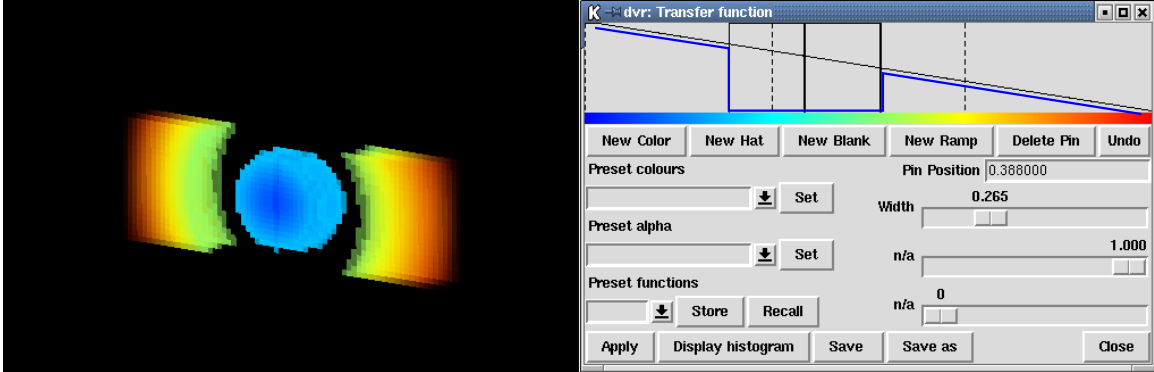 K dvr: Transfer function
New Color New Hat New Blank New Ramp Delete Pin Undo
Preset colours
Pin Position 0.388000
Set
Width 0.265
Preset alpha
Set
n/a 1.000
Preset functions
Store Recall
n/a 0
Apply Display histogram Save Save as Close